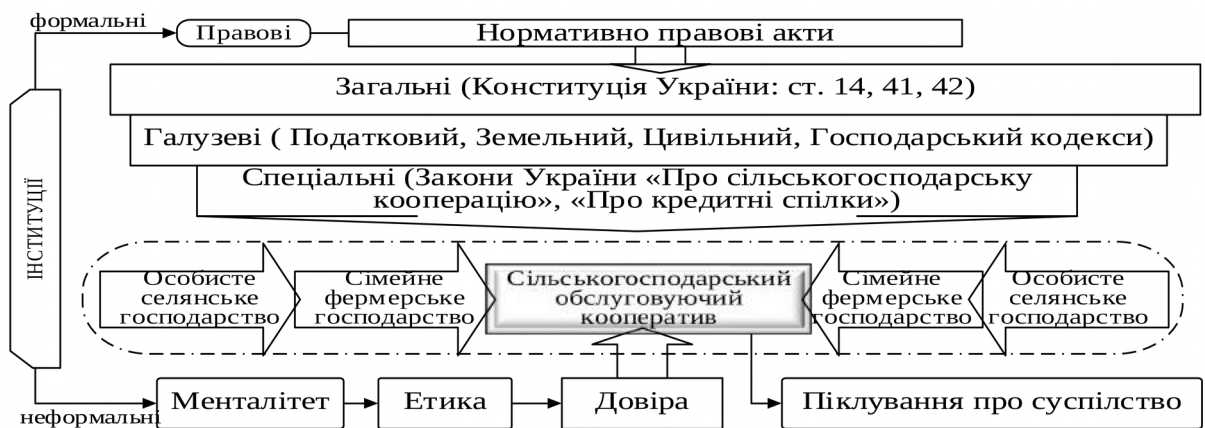 формальні
Правові
Нормативно правові акти
Загальні (Конституція України: ст. 14, 41, 42)
Галузеві ( Податковий, Земельний, Цивільний, Господарський кодекси)
Спеціальні (Закони України «Про сільськогосподарську
кооперацію», «Про кредитні спілки»)
ІНСТИТУЦІЇ
Особисте
селянське
господарство
Сімейне
фермерське
господарство
Сільськогосподарський
обслуговуючий
кооператив
Сімейне
фермерське
господарство
Особисте
селянське
господарство
неформальні
Менталітет
Етика
Довіра
Піклування про суспілство